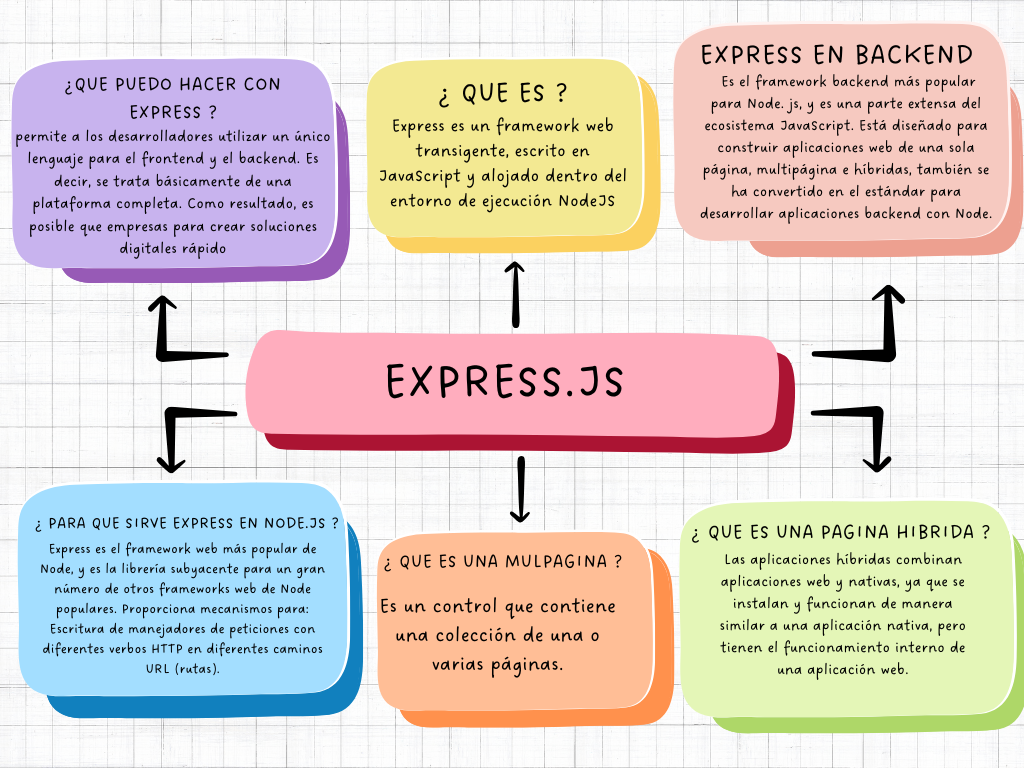 ¿QUE PUEDO HACER CON
EXPRESS ?
permite a los desarrolladores utilizar un único
lenguaje para el frontend y el backend. Es
decir, se trata básicamente de una
plataforma completa. Como resultado, es
posible que empresas para crear soluciones
digitales rápido
¿ QUE ES ?
Express es un framework web
transigente, escrito en
JavaScript y alojado dentro del
entorno de ejecución NodeJS
EXPRESS EN BACKEND
Es el framework backend más popular
para Node. js, y es una parte extensa del
ecosistema JavaScript. Está diseñado para
construir aplicaciones web de una sola
página, multipágina e híbridas, también se
ha convertido en el estándar para
desarrollar aplicaciones backend con Node.
EXPRESS.JS
¿ PARA QUE SIRVE EXPRESS EN NODE.JS ?
Express es el framework web más popular de
Node, y es la librería subyacente para un gran
número de otros frameworks web de Node
populares. Proporciona mecanismos para:
Escritura de manejadores de peticiones con
diferentes verbos HTTP en diferentes caminos
URL (rutas).
¿ QUE ES UNA MULPAGINA ?
Es un control que contiene
una colección de una o
varias páginas.
¿ QUE ES UNA PAGINA HIBRIDA ?
Las aplicaciones híbridas combinan
aplicaciones web y nativas, ya que se
instalan y funcionan de manera
similar a una aplicación nativa, pero
tienen el funcionamiento interno de
una aplicación web.